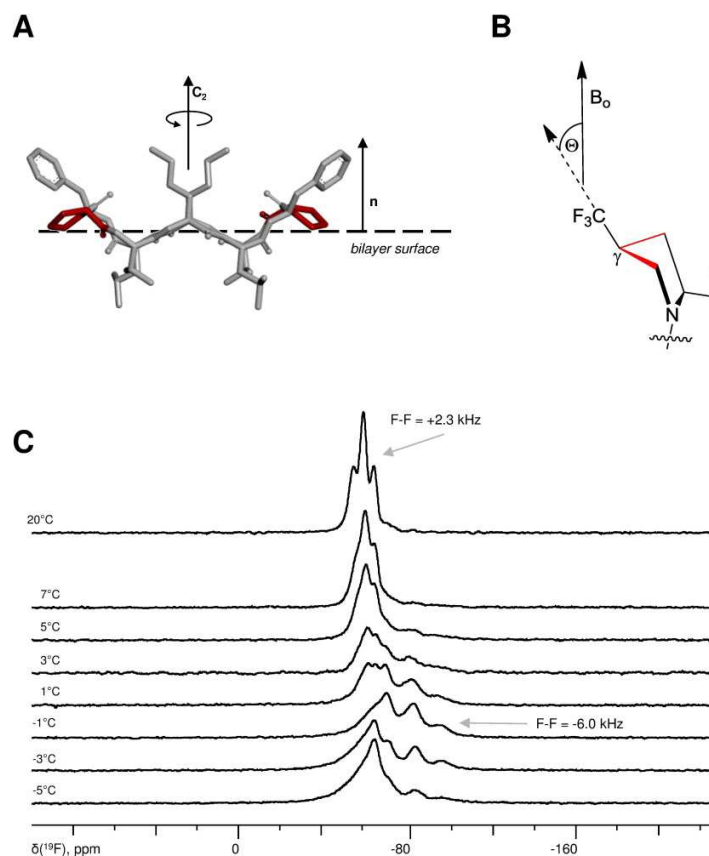 A
C₂
n
bilayer surface
B
B₀
Θ
F₃C
γ
N
C
F-F = +2.3 kHz
20°C
7°C
5°C
3°C
1°C
-1°C
F-F = -6.0 kHz
-3°C
-5°C
δ(¹⁹F), ppm
0
-80
-160